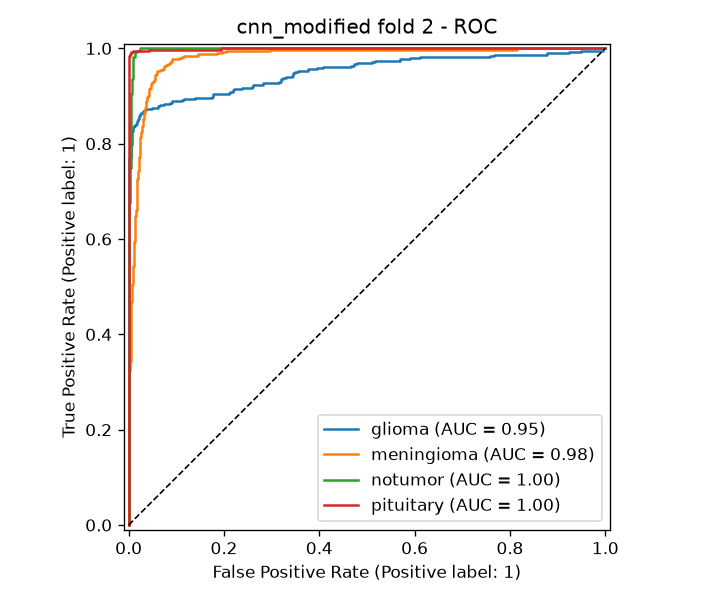 cnn_modified fold 2 - ROC
True Positive Rate (Positive label: 1)
1.0
0.8
0.6
0.4
0.2
0.0
glioma (AUC = 0.95)
meningioma (AUC = 0.98)
notumor (AUC = 1.00)
pituitary (AUC = 1.00)
0.0 0.2 0.4 0.6 0.8 1.0
False Positive Rate (Positive label: 1)